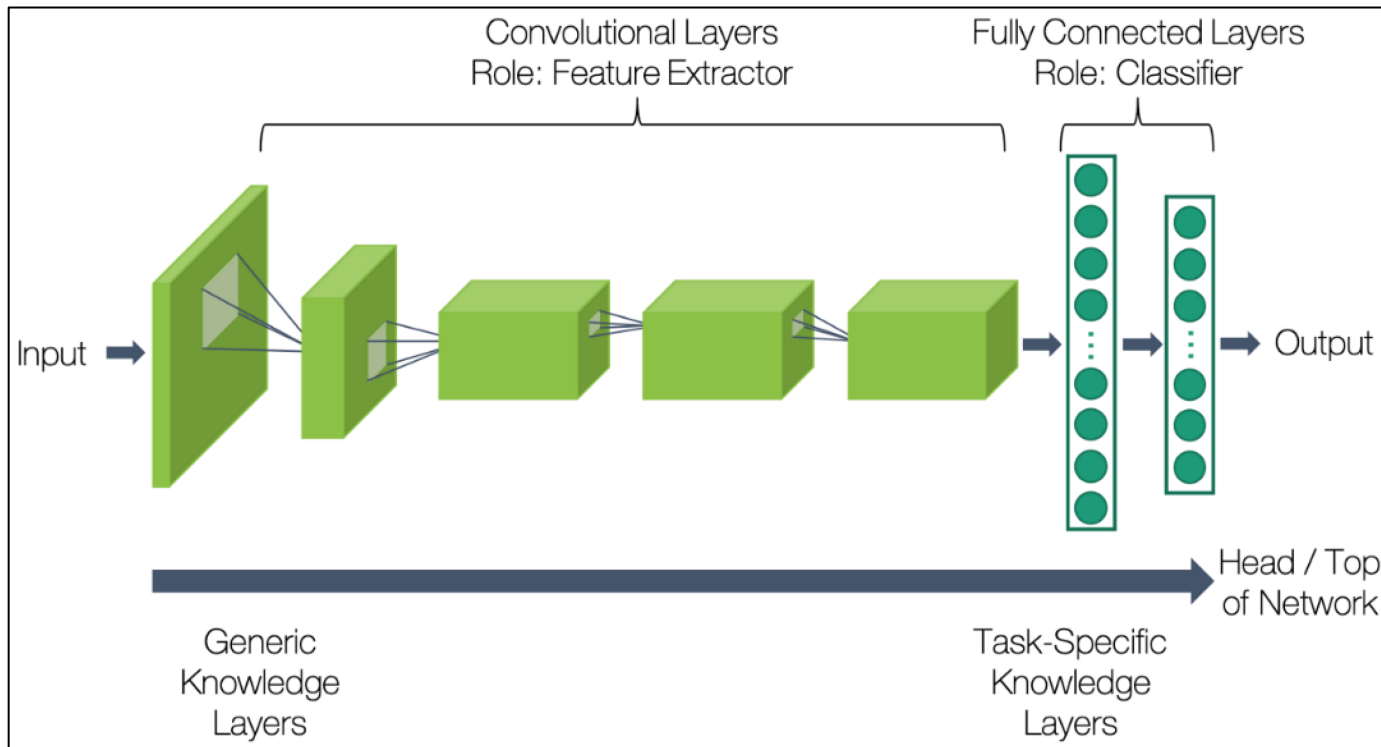 Convolutional Layers
Role: Feature Extractor
Fully Connected Layers
Role: Classifier
Input
Output
Head / Top
of Network
Generic
Knowledge
Layers
Task-Specific
Knowledge
Layers